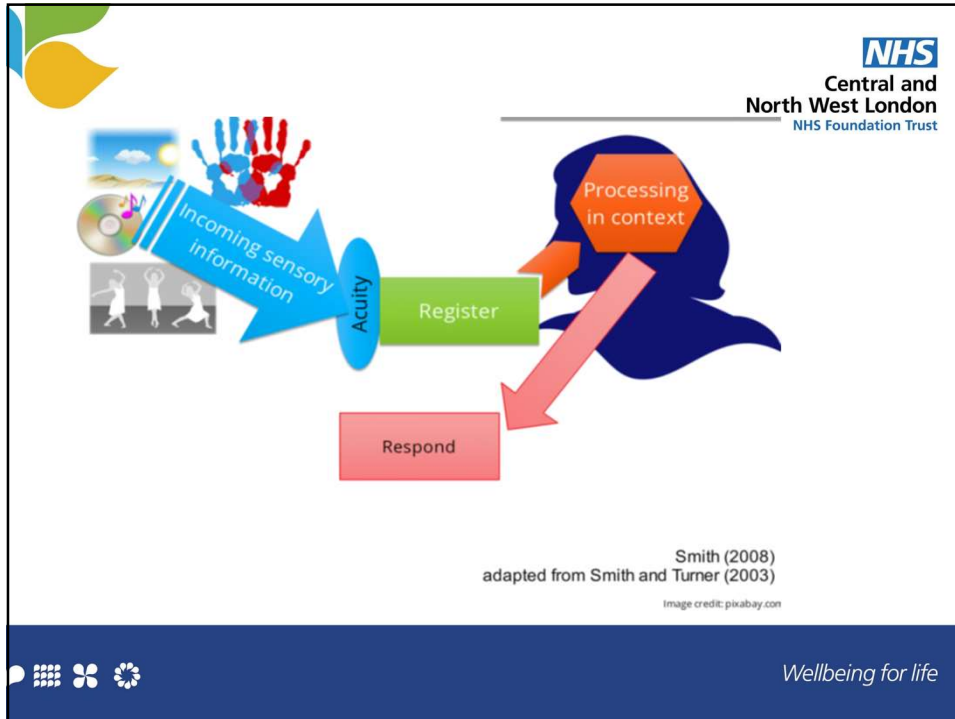 NHS
Central and
North West London
NHS Foundation Trust
Incoming sensory
information
Acuity
Register
Processing
in context
Respond
Smith (2008)
adapted from Smith and Turner (2003)
Image credit: pixabay.con
Wellbeing for life